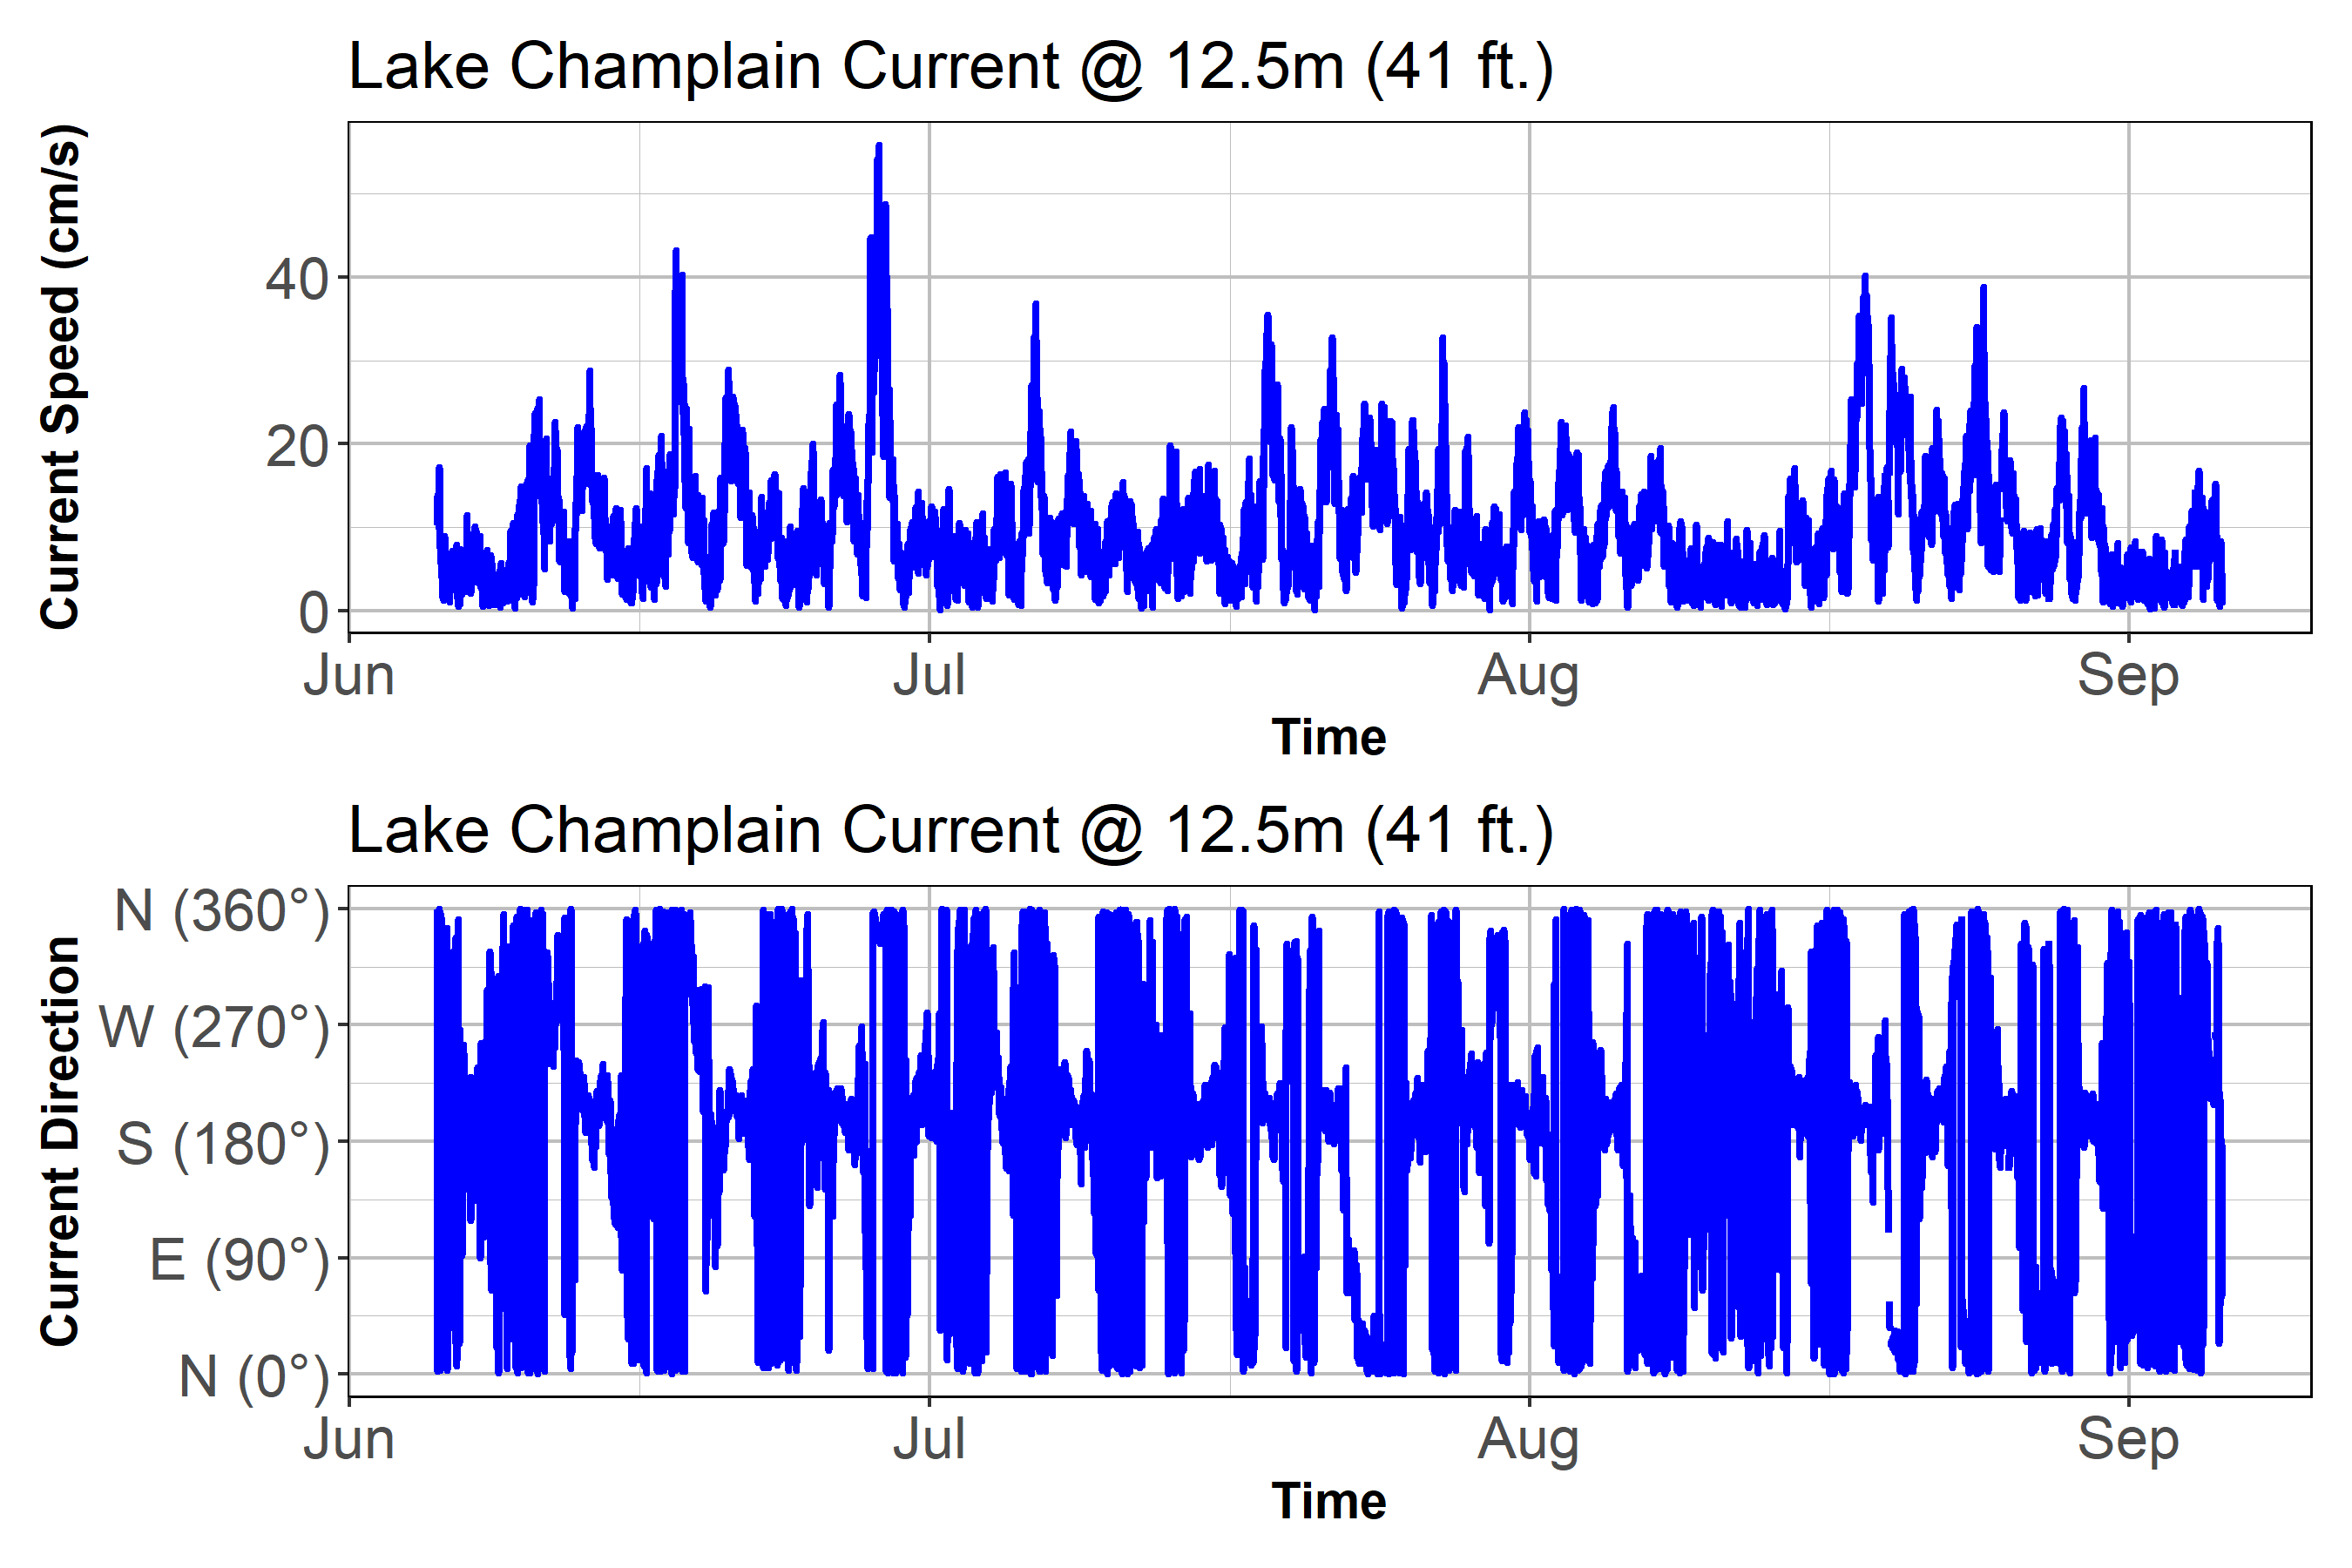 Lake Champlain Current @ 12.5m (41 ft.)
Current Speed (cm/s)
40
20
0
Jun Jul Aug Sep
Time
Lake Champlain Current @ 12.5m (41 ft.)
Current Direction
N (360°)
W (270°)
S (180°)
E (90°)
N (0°)
Jun Jul Aug Sep
Time